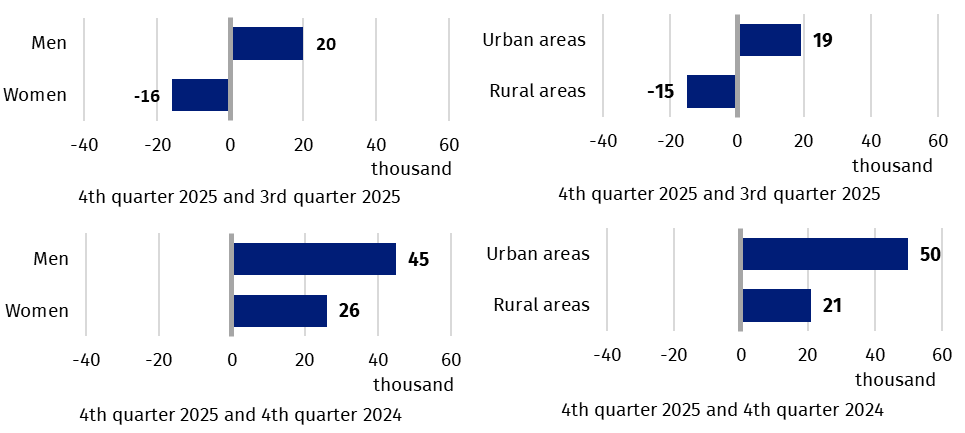 Men
20
Women
-16
-40 -20 0 20 40 60
thousand
4th quarter 2025 and 3rd quarter 2025
Urban areas
19
Rural areas
-15
-40 -20 0 20 40 60
thousand
4th quarter 2025 and 3rd quarter 2025
Men
45
Women
26
-40 -20 0 20 40 60
thousand
4th quarter 2025 and 4th quarter 2024
Urban areas
50
Rural areas
21
-40 -20 0 20 40 60
thousand
4th quarter 2025 and 4th quarter 2024